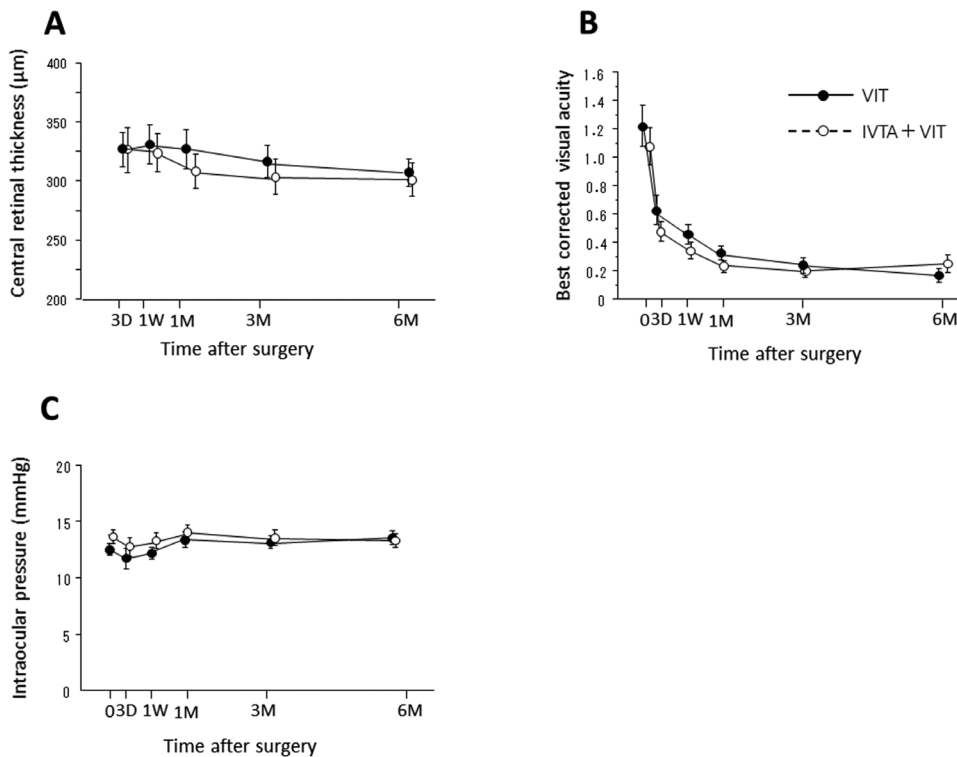 A
Central retinal thickness (μm)
400
350
300
250
200
3D 1W 1M 3M 6M
Time after surgery
B
Best corrected visual acuity
1.6
1.4
1.2
1.0
0.8
0.6
0.4
0.2
0
VIT
IVTA + VIT
0 3D 1W 1M 3M 6M
Time after surgery
C
Intraocular pressure (mmHg)
20
15
10
5
0
0 3D 1W 1M 3M 6M
Time after surgery